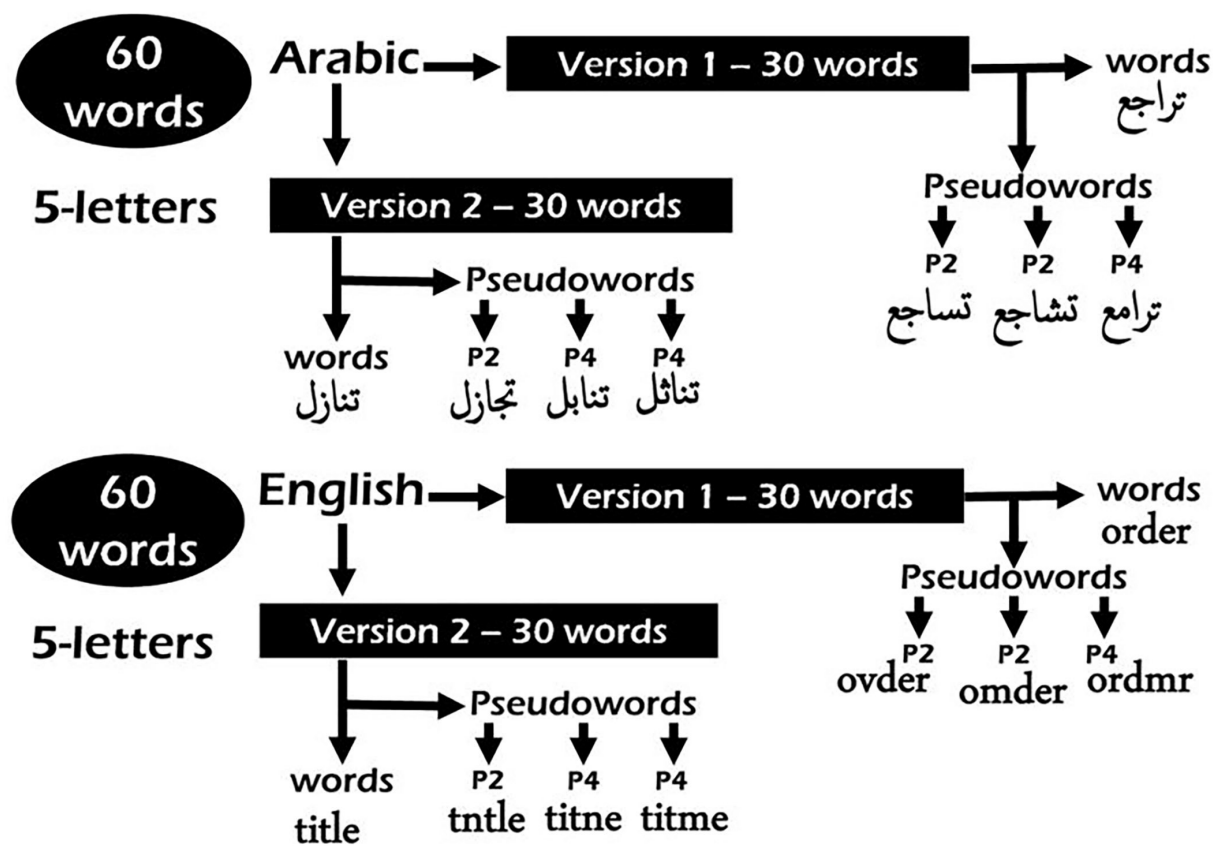 60
words
Arabic
Version 1 – 30 words
words
تراجع
5-letters
Version 2 – 30 words
Pseudowords
P2 P2 P4
تساجع تشاجع ترامع
Pseudowords
words
P2 P4 P4
تنازل
تجازل تنابل تناثل
60
words
English
Version 1 – 30 words
words
order
5-letters
Version 2 – 30 words
Pseudowords
P2 P2 P4
ovder omder ordmr
Pseudowords
words
P2 P4 P4
title
tntle titne titme